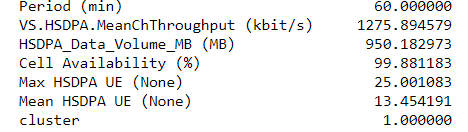 Period (min) 60.000000
VS.HSDPA.MeanChThroughput (kbit/s) 1275.894579
HSDPA_Data_Volume_MB (MB) 950.182973
Cell Availability (%) 99.881183
Max HSDPA UE (None) 25.001083
Mean HSDPA UE (None) 13.454191
cluster 1.000000